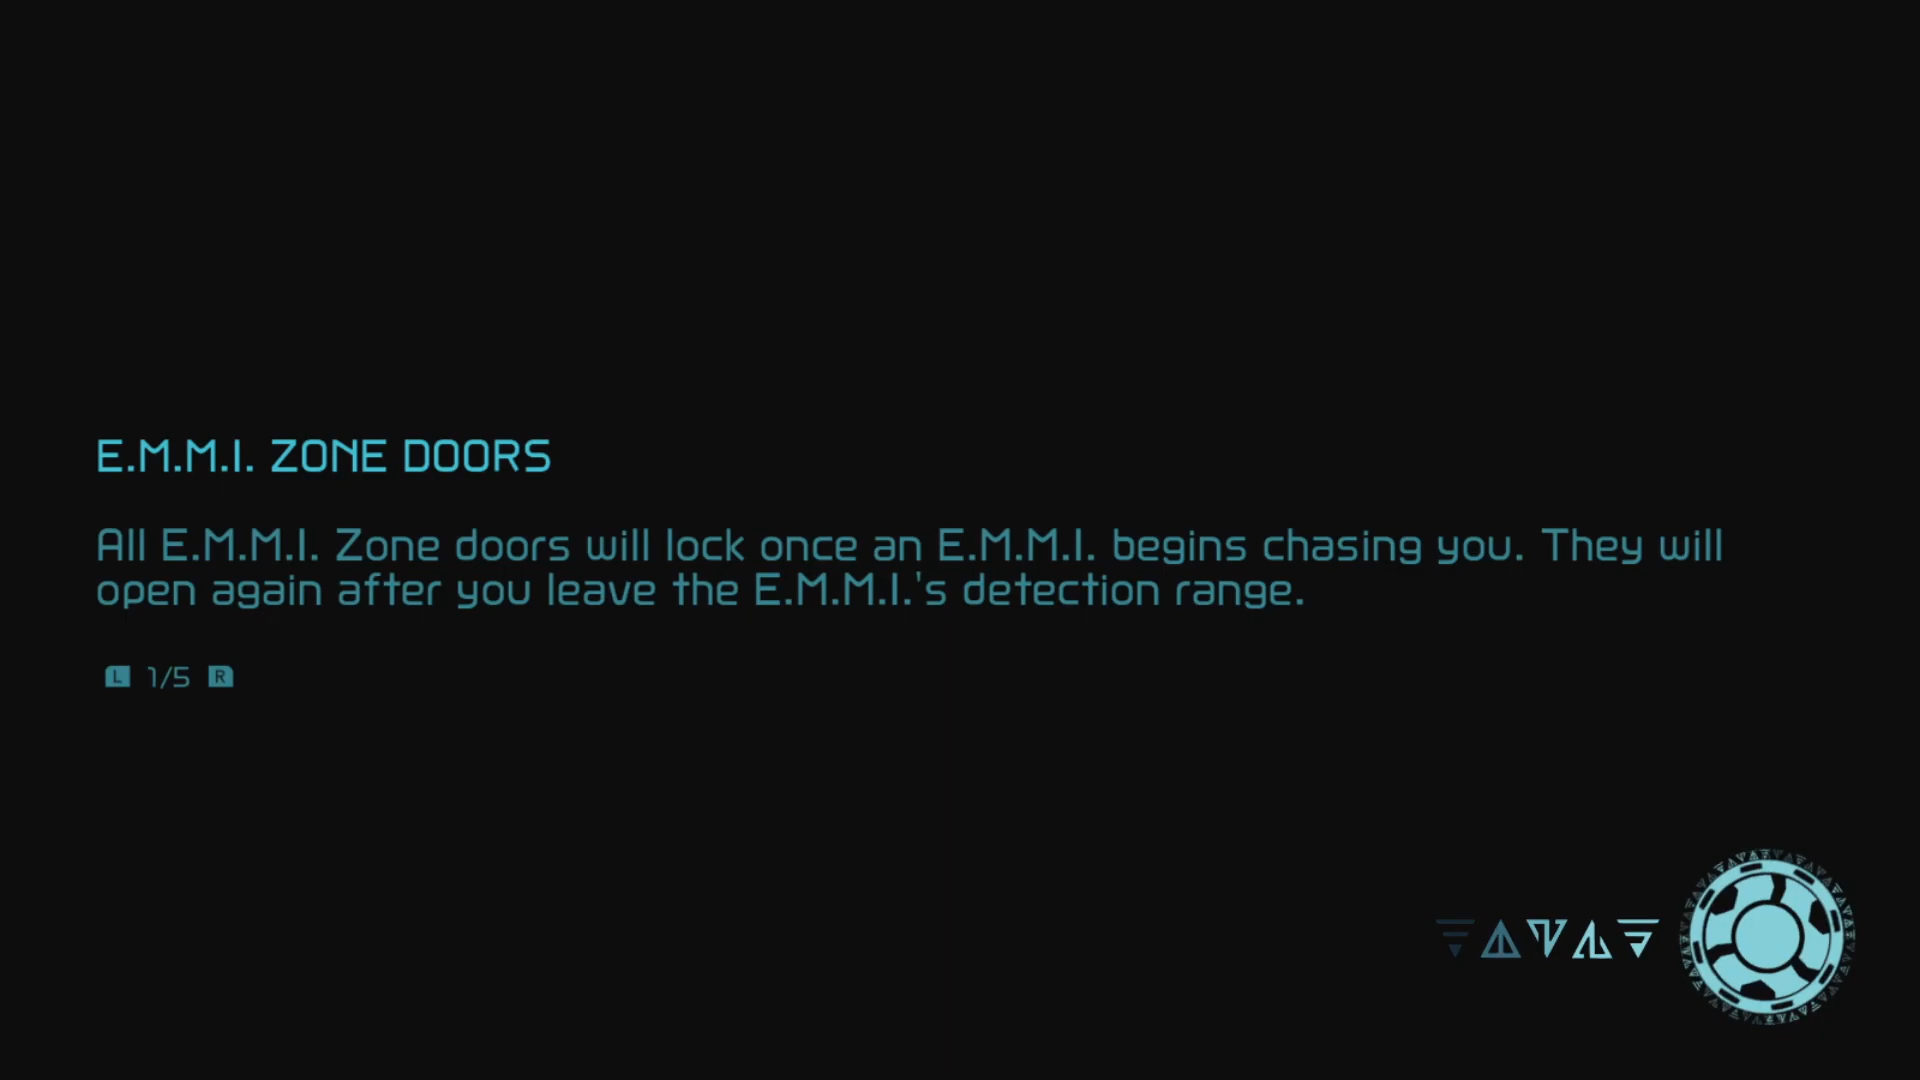 E.M.M.I. ZONE DOORS
All E.M.M.I. Zone doors will lock once an E.M.M.I. begins chasing you. They will
open again after you leave the E.M.M.I.'s detection range.
L 1/5 R